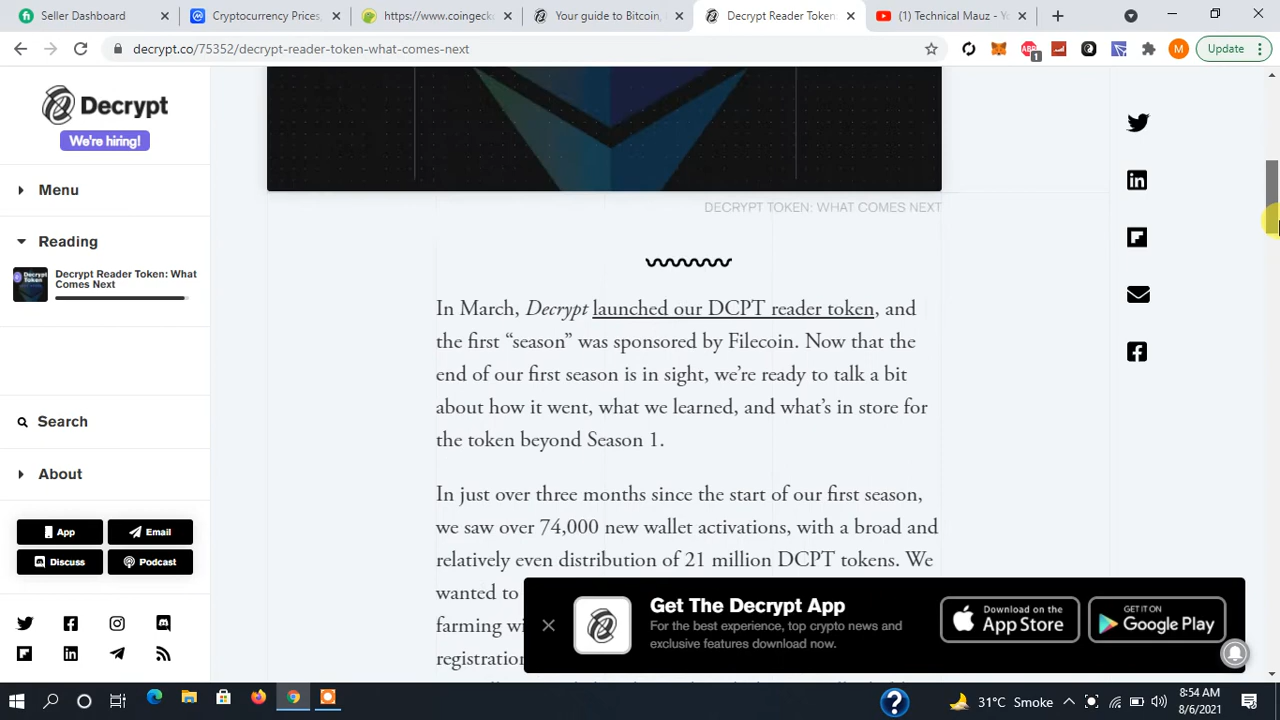 Seller Dashboard
Cryptocurrency Prices,
https://www.coingeck
Your guide to Bitcoin,
Decrypt Reader Token:
(1) Technical Mauz - Yo
decrypt.co/75352/decrypt-reader-token-what-comes-next
ABP
1
M
Update
Decrypt
We're hiring!
Menu
Reading
Decrypt Reader Token: What
Comes Next
Search
About
App
Email
Discuss
Podcast
DECRYPT TOKEN: WHAT COMES NEXT
In March, Decrypt launched our DCPT reader token, and
the first “season” was sponsored by Filecoin. Now that the
end of our first season is in sight, we’re ready to talk a bit
about how it went, what we learned, and what’s in store for
the token beyond Season 1.
In just over three months since the start of our first season,
we saw over 74,000 new wallet activations, with a broad and
relatively even distribution of 21 million DCPT tokens. We
wanted to
farming wi
registration
Get The Decrypt App
For the best experience, top crypto news and
exclusive features download now.
Download on the
App Store
GET IT ON
Google Play
31°C Smoke
8:54 AM
8/6/2021